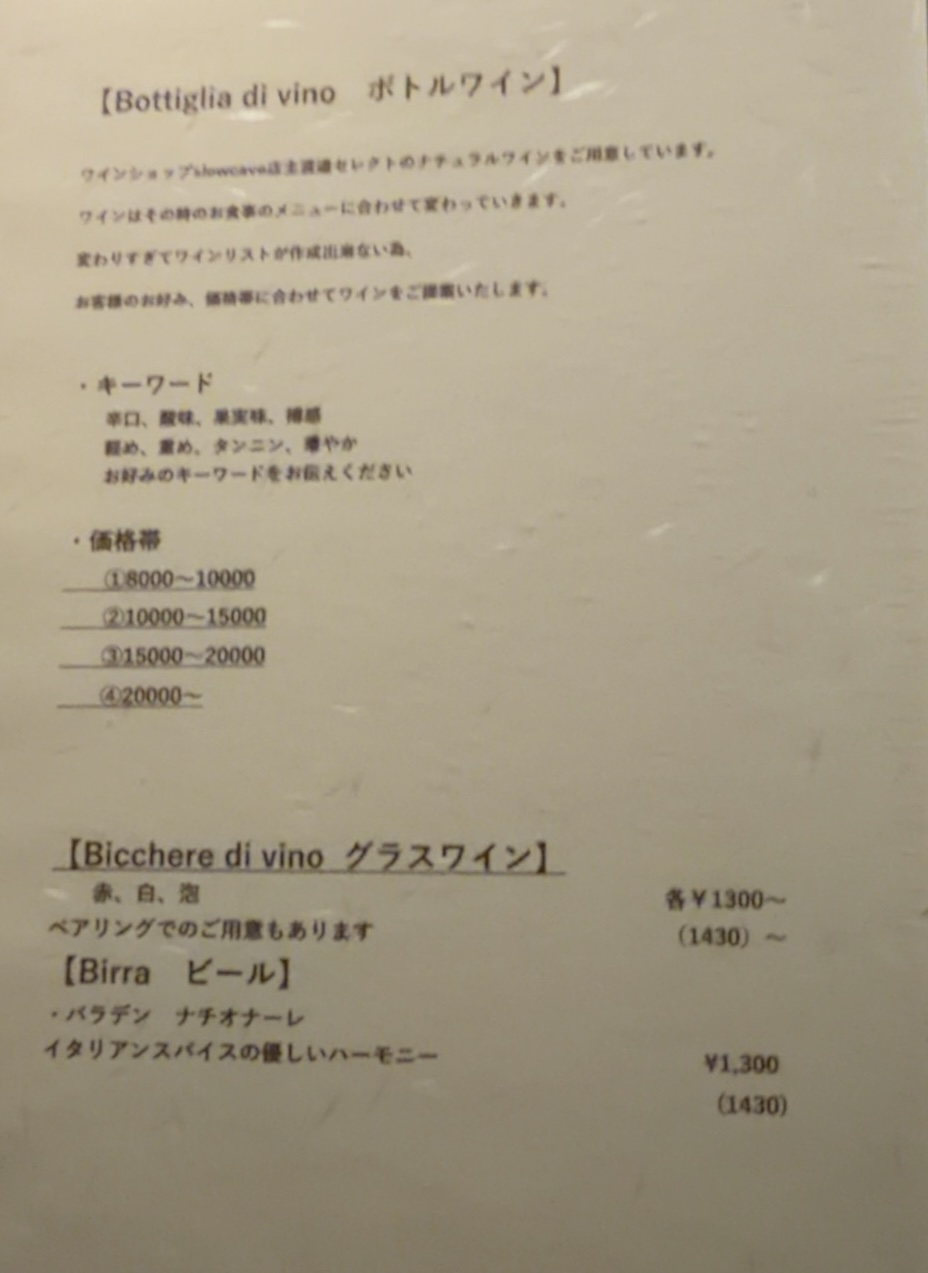 【Bottiglia di vino　ボトルワイン】
ワインショップslowcave店主渡邉セレクトのナチュラルワインをご用意しています。
ワインはその時のお食事のメニューに合わせて変わっていきます。
変わりすぎてワインリストが作成出来ない為、
お客様のお好み、価格帯に合わせてワインをご提案いたします。
・キーワード
辛口、酸味、果実味、樽感
軽め、重め、タンニン、華やか
お好みのキーワードをお伝えください
・価格帯
①8000～10000
②10000～15000
③15000～20000
④20000～
【Bicchere di vino グラスワイン】
赤、白、泡 各￥1300～
ペアリングでのご用意もあります (1430) ～
【Birra　ビール】
・バラデン　ナチオナーレ
イタリアンスパイスの優しいハーモニー ¥1,300
(1430)